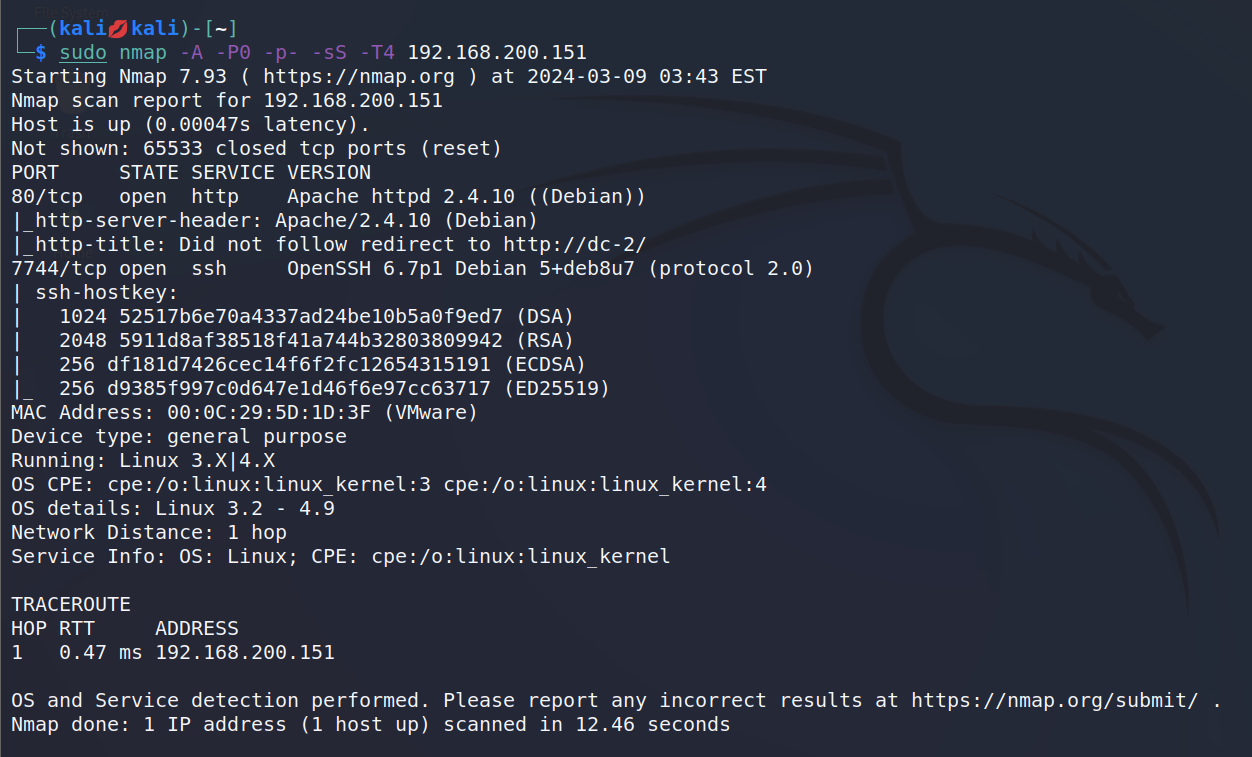 File System
┌──(kali💋kali)-[~]
└─$ sudo nmap -A -P0 -p- -sS -T4 192.168.200.151
Starting Nmap 7.93 ( https://nmap.org ) at 2024-03-09 03:43 EST
Nmap scan report for 192.168.200.151
Host is up (0.00047s latency).
Not shown: 65533 closed tcp ports (reset)
PORT     STATE SERVICE VERSION
80/tcp   open  http    Apache httpd 2.4.10 ((Debian))
|_http-server-header: Apache/2.4.10 (Debian)
|_http-title: Did not follow redirect to http://dc-2/
7744/tcp open  ssh     OpenSSH 6.7p1 Debian 5+deb8u7 (protocol 2.0)
| ssh-hostkey:
|   1024 52517b6e70a4337ad24be10b5a0f9ed7 (DSA)
|   2048 5911d8af38518f41a744b32803809942 (RSA)
|   256 df181d7426cec14f6f2fc12654315191 (ECDSA)
|_  256 d9385f997c0d647e1d46f6e97cc63717 (ED25519)
MAC Address: 00:0C:29:5D:1D:3F (VMware)
Device type: general purpose
Running: Linux 3.X|4.X
OS CPE: cpe:/o:linux:linux_kernel:3 cpe:/o:linux:linux_kernel:4
OS details: Linux 3.2 - 4.9
Network Distance: 1 hop
Service Info: OS: Linux; CPE: cpe:/o:linux:linux_kernel

TRACEROUTE
HOP RTT     ADDRESS
1   0.47 ms 192.168.200.151

OS and Service detection performed. Please report any incorrect results at https://nmap.org/submit/ .
Nmap done: 1 IP address (1 host up) scanned in 12.46 seconds